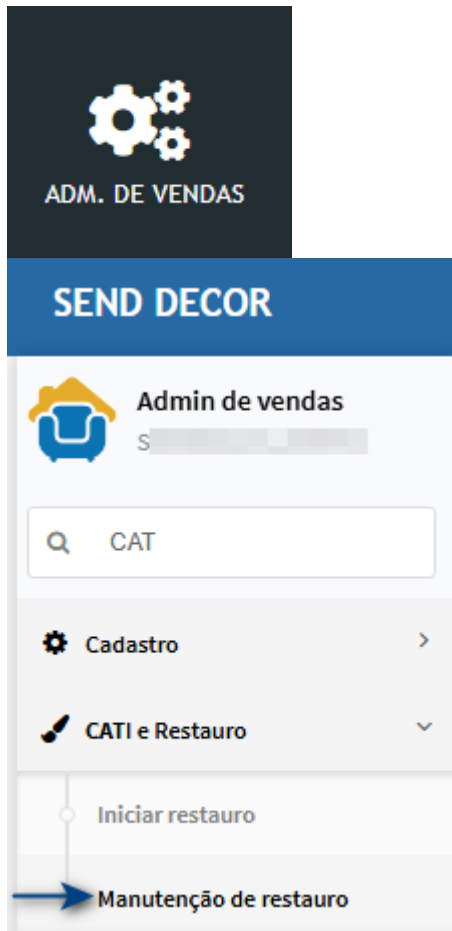 ADM. DE VENDAS
SEND DECOR
Admin de vendas
CAT
Cadastro
CATI e Restauro
Iniciar restauro
Manutenção de restauro